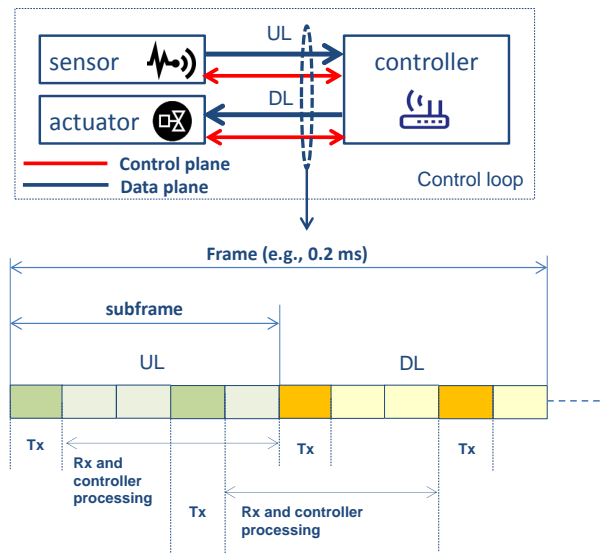 UL
sensor
controller
DL
actuator
Control plane
Data plane
Control loop
Frame (e.g., 0.2 ms)
subframe
UL
DL
Tx
Rx and
controller
processing
Tx
Rx and controller
processing
Tx
Tx